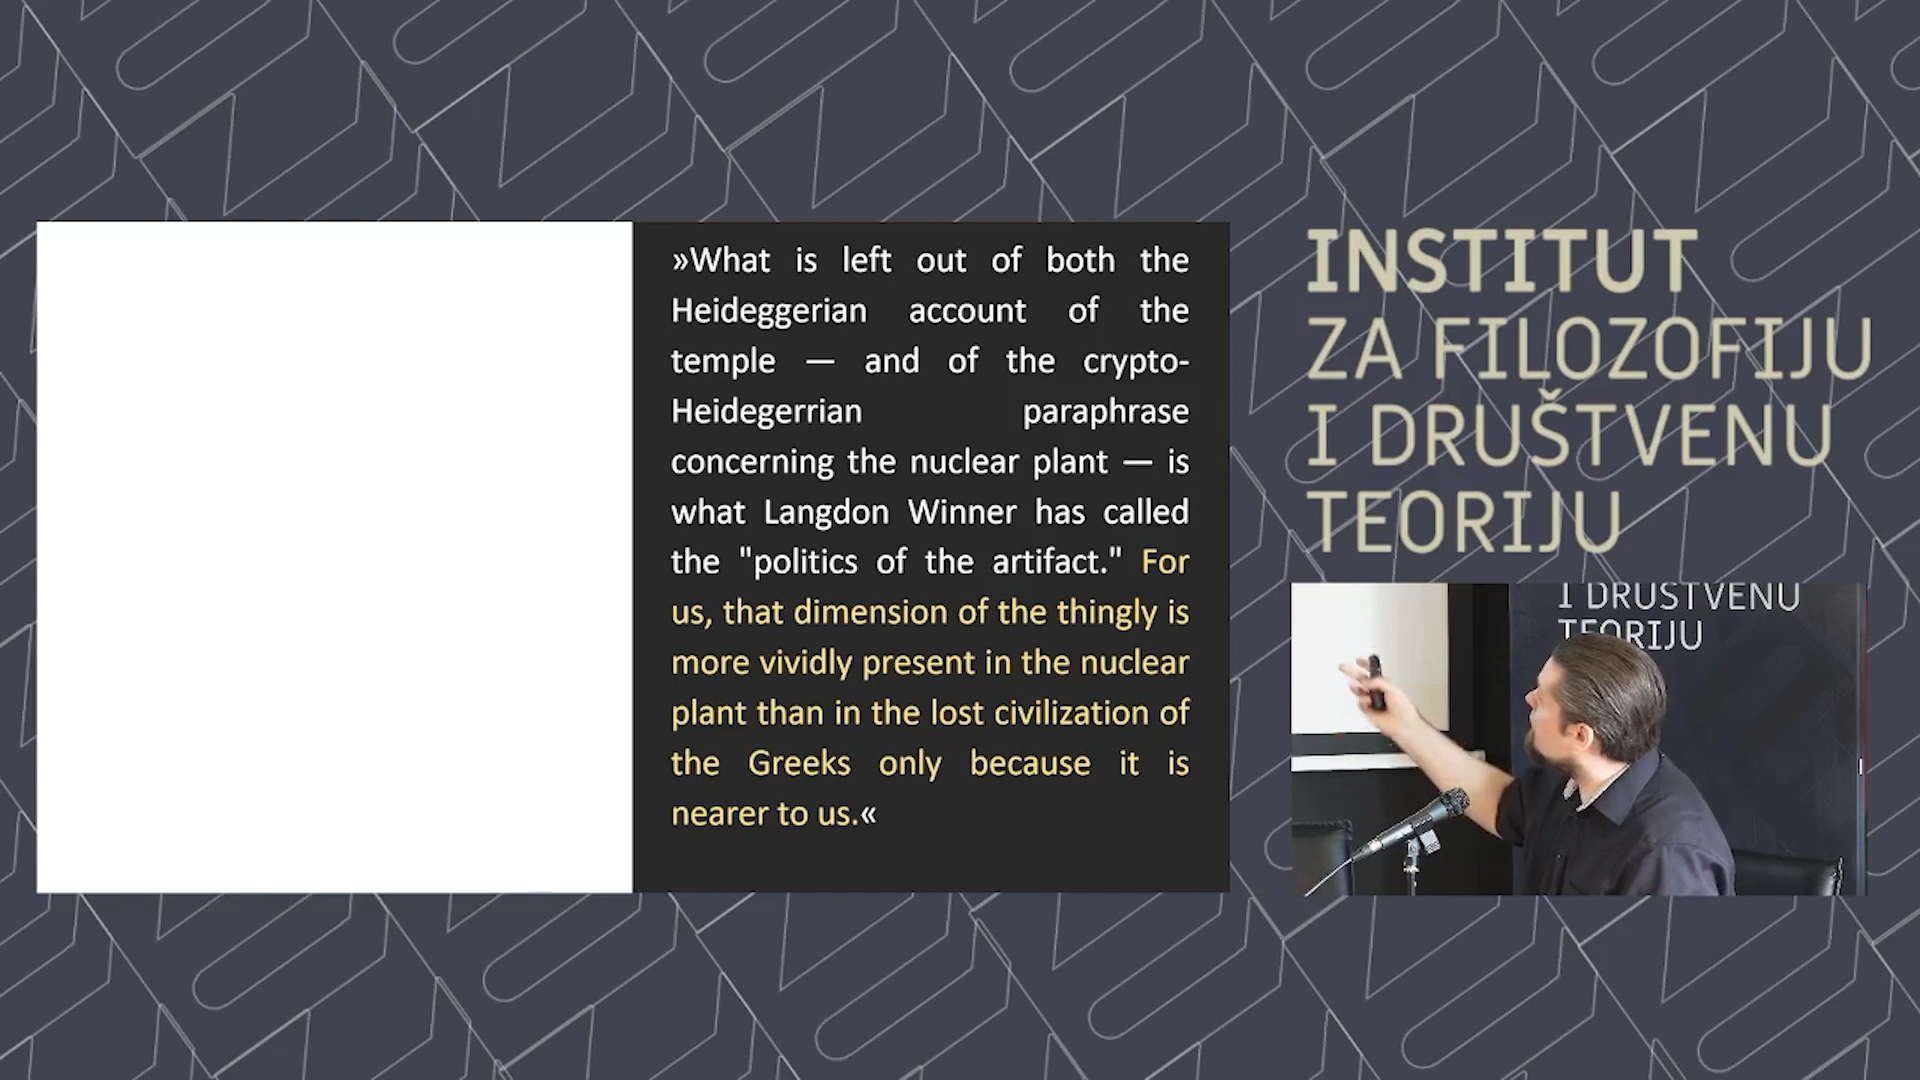 »What is left out of both the
Heideggerian account of the
temple — and of the crypto-
Heidegerrian paraphrase
concerning the nuclear plant — is
what Langdon Winner has called
the "politics of the artifact." For
us, that dimension of the thingly is
more vividly present in the nuclear
plant than in the lost civilization of
the Greeks only because it is
nearer to us.«
INSTITUT
ZA FILOZOFIJU
I DRUŠTVENU
TEORIJU
I DRUŠTVENU
TEORIJU